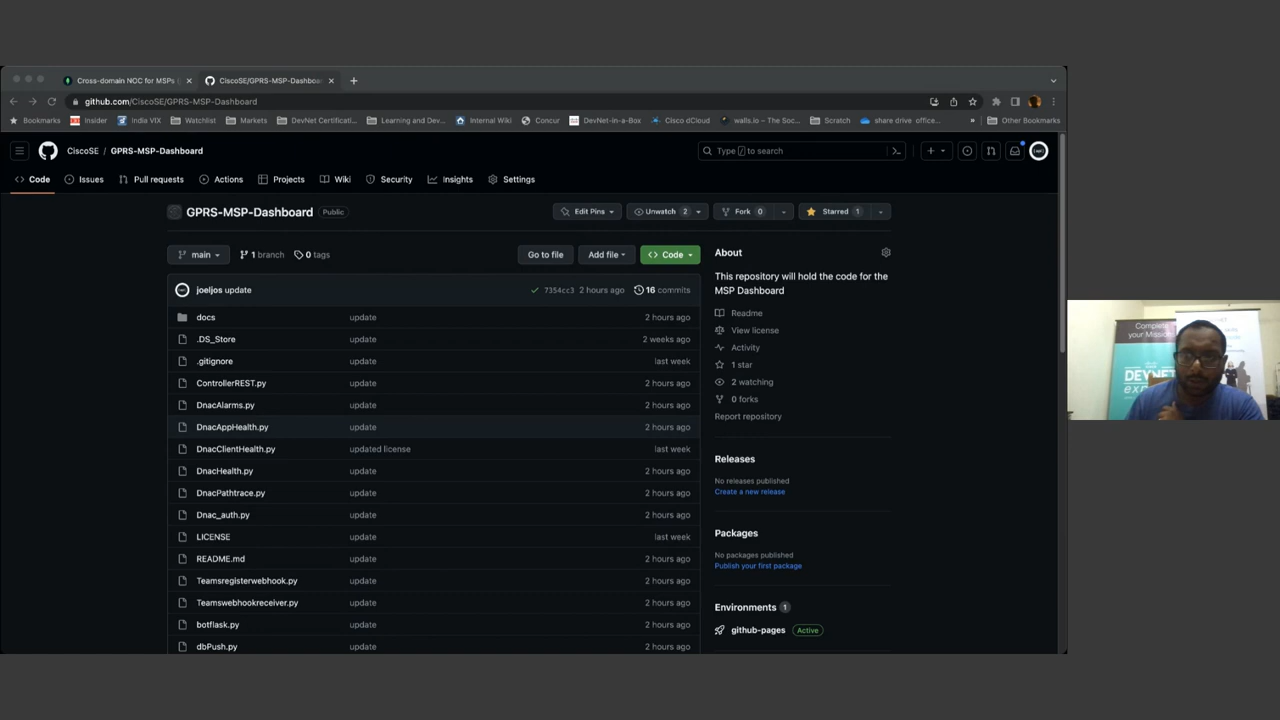 Cross-domain NOC for MSPs
CiscoSE/GPRS-MSP-Dashboa
github.com/CiscoSE/GPRS-MSP-Dashboard
Bookmarks Insider India VIX Watchlist Markets DevNet Certificati... Learning and Dev... Internal Wiki Concur DevNet-in-a-Box Cisco dCloud walls.io – The Soc... Scratch share drive office... » Other Bookmarks
CiscoSE / GPRS-MSP-Dashboard
Type / to search
Code Issues Pull requests Actions Projects Wiki Security Insights Settings
GPRS-MSP-Dashboard Public
Edit Pins Unwatch 2 Fork 0 Starred 1
main 1 branch 0 tags Go to file Add file Code
joeljos update 7354cc3 2 hours ago 16 commits
docs update 2 hours ago
.DS_Store update 2 weeks ago
.gitignore update last week
ControllerREST.py update 2 hours ago
DnacAlarms.py update 2 hours ago
DnacAppHealth.py update 2 hours ago
DnacClientHealth.py updated license last week
DnacHealth.py update 2 hours ago
DnacPathtrace.py update 2 hours ago
Dnac_auth.py update 2 hours ago
LICENSE update last week
README.md update 2 hours ago
Teamsregisterwebhook.py update 2 hours ago
Teamswebhookreceiver.py update 2 hours ago
botflask.py update 2 hours ago
dbPush.py update 2 hours ago
About
This repository will hold the code for the
MSP Dashboard
Readme
View license
Activity
1 star
2 watching
0 forks
Report repository
Releases
No releases published
Create a new release
Packages
No packages published
Publish your first package
Environments 1
github-pages Active
Complete
your Mission
DEVNET